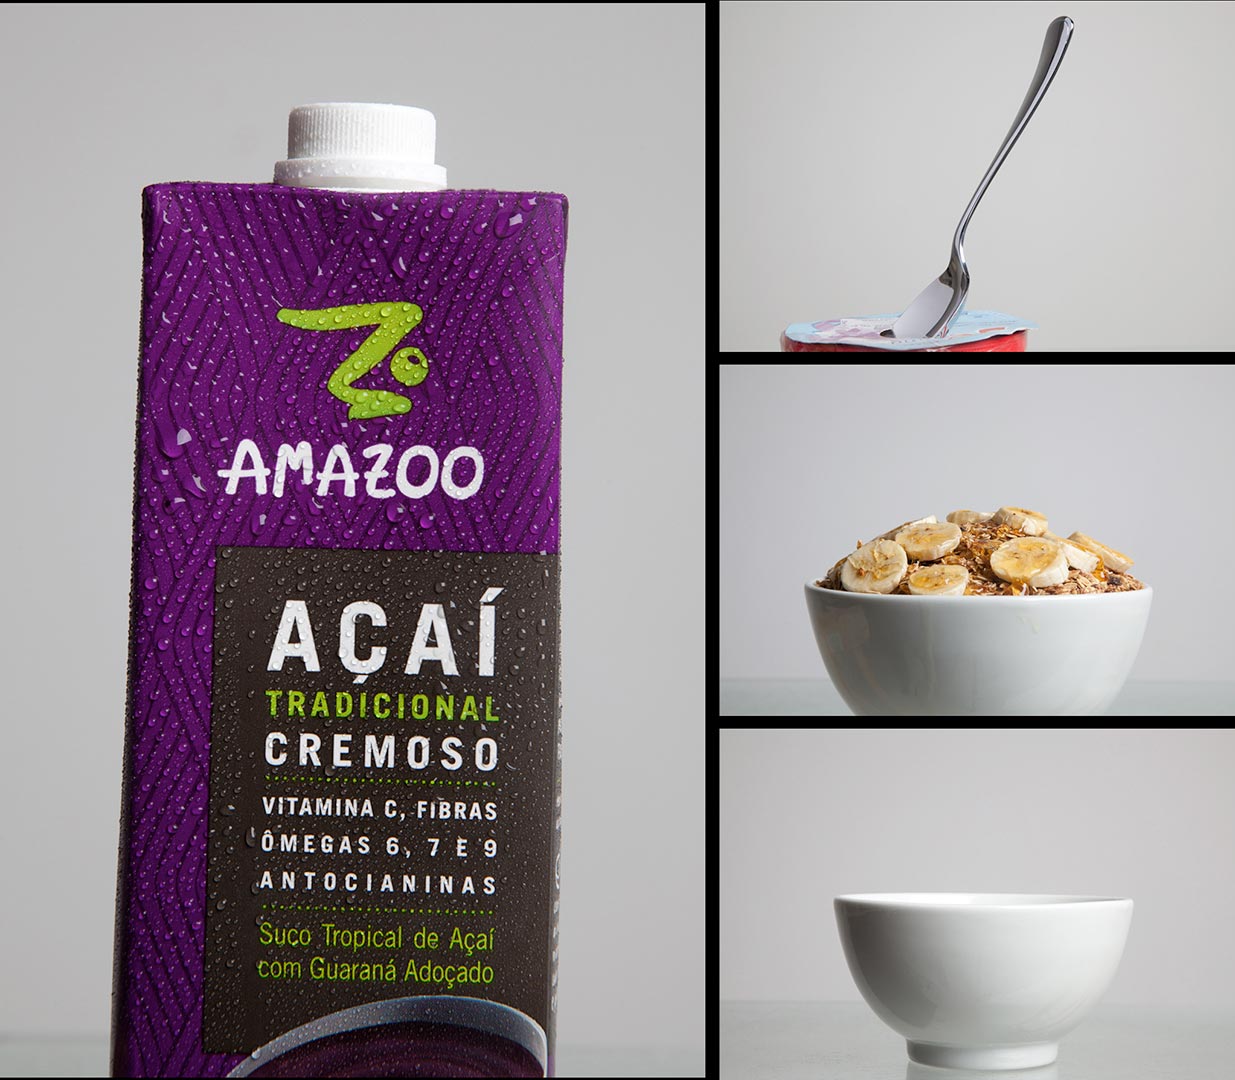 AMAZOO
AÇAÍ
TRADICIONAL
CREMOSO
VITAMINA C, FIBRAS
ÔMEGAS 6, 7 E 9
ANTOCIANINAS
Suco Tropical de Açaí
com Guaraná Adoçado